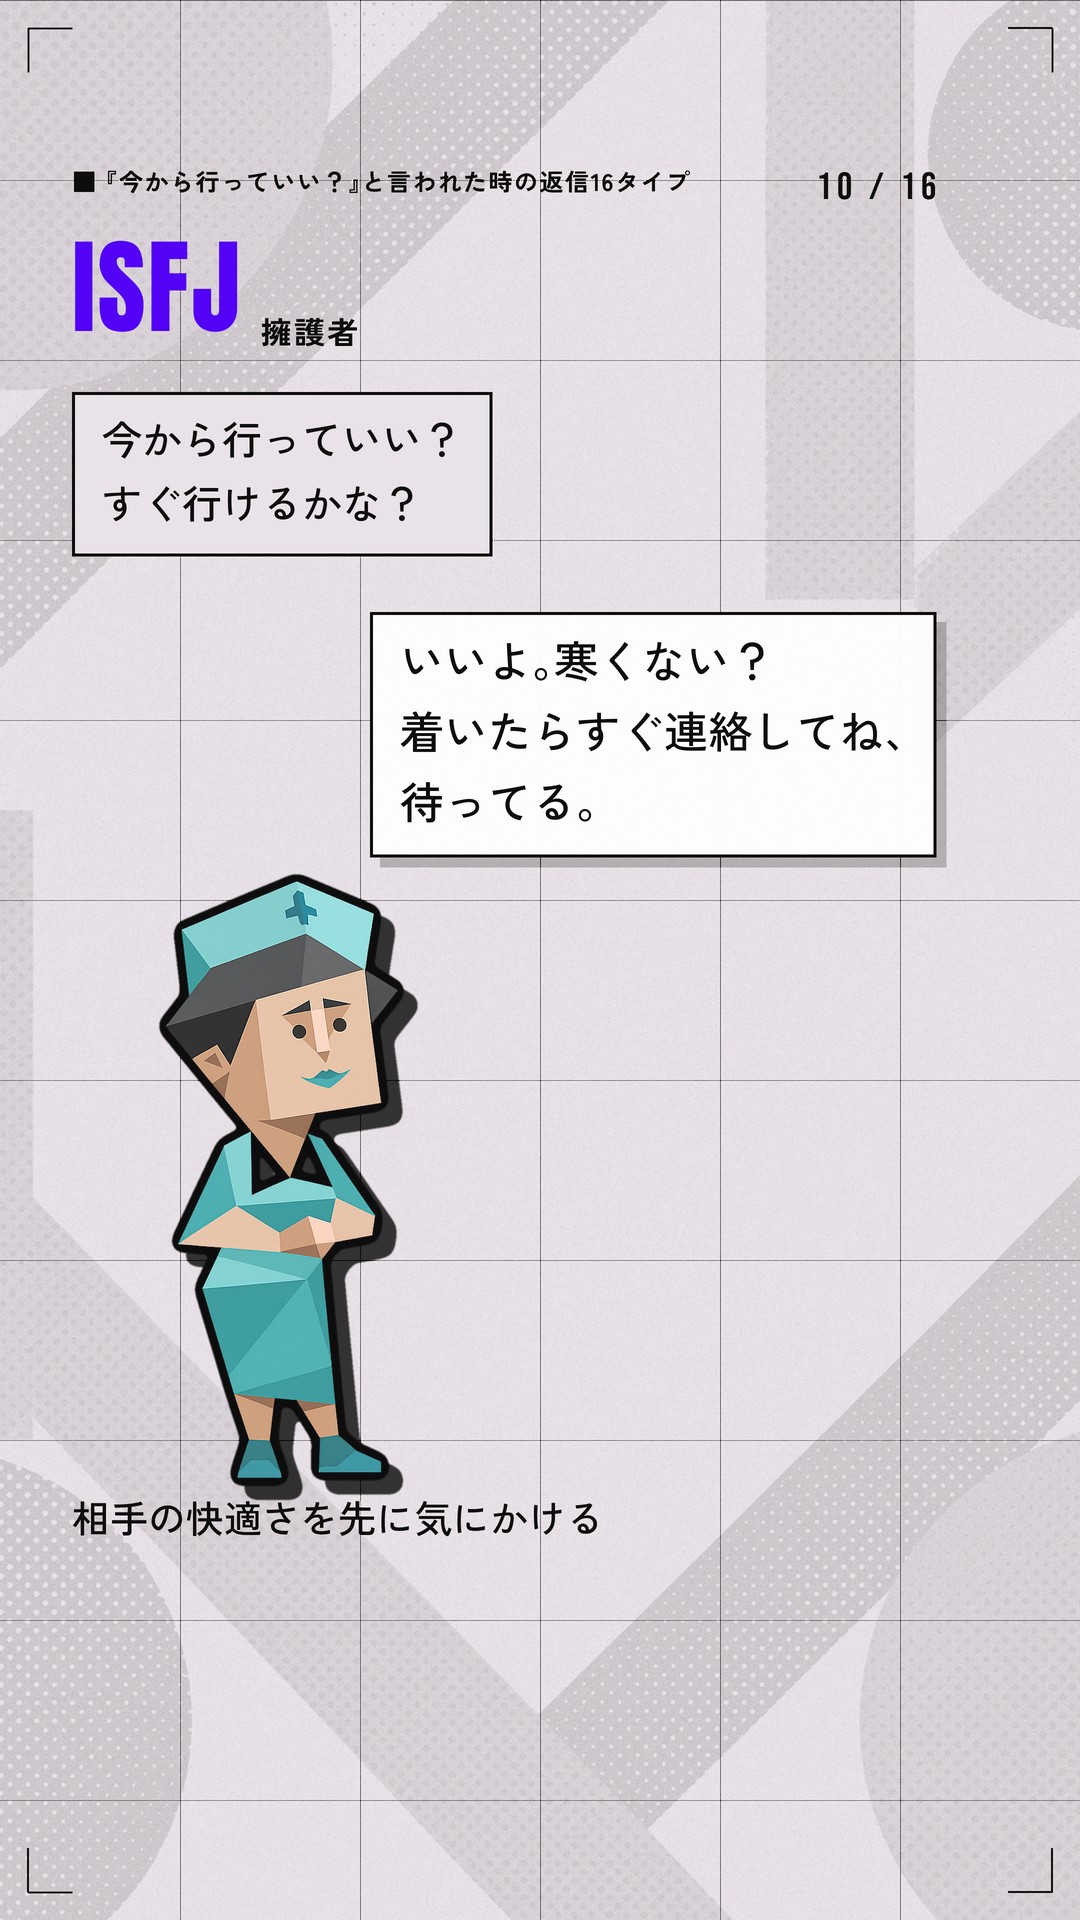 ■『今から行っていい？』と言われた時の返信16タイプ
10 / 16
ISFJ
擁護者
今から行っていい？
すぐ行けるかな？
いいよ。寒くない？
着いたらすぐ連絡してね、
待ってる。
相手の快適さを先に気にかける